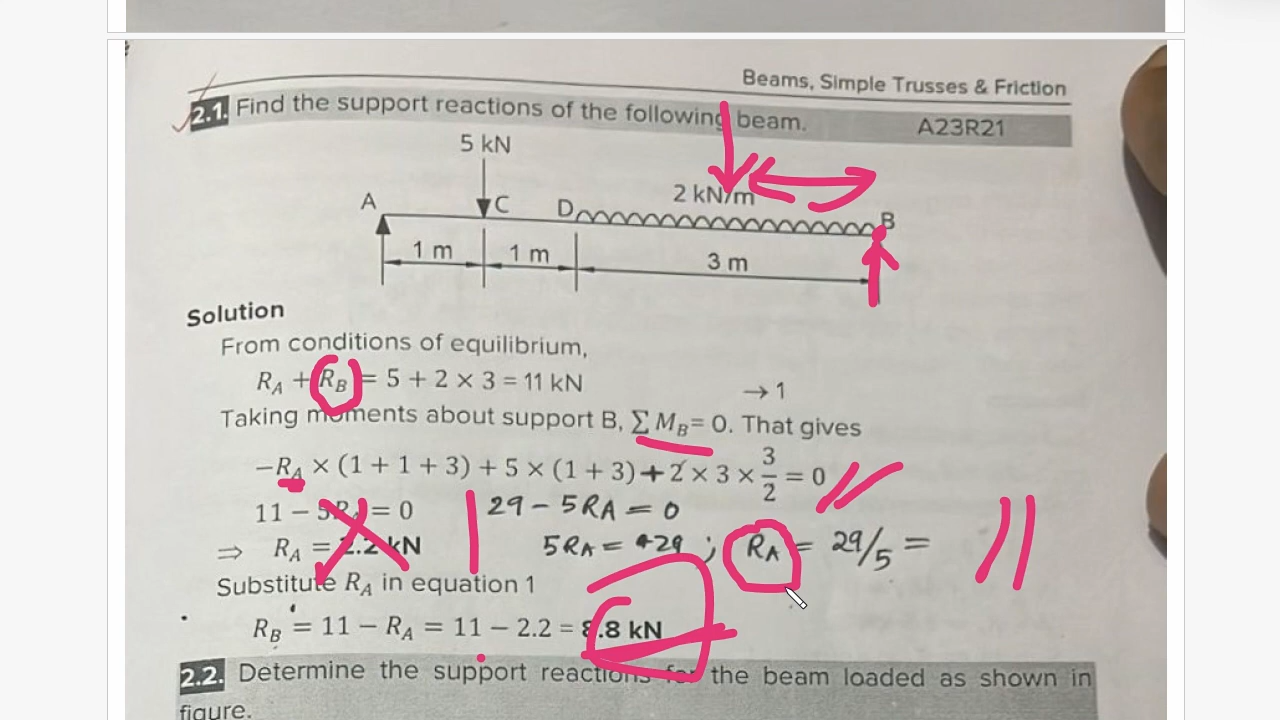 Beams, Simple Trusses & Friction
2.1. Find the support reactions of the following beam. A23R21
5 kN
2 kN/m
A C D B
1 m 1 m 3 m
Solution
From conditions of equilibrium,
R_A + R_B = 5 + 2 × 3 = 11 kN → 1
Taking moments about support B, ∑ M_B = 0. That gives
−R_A × (1 + 1 + 3) + 5 × (1 + 3) + 2 × 3 × 3/2 = 0
11 − 5R_A = 0 29 − 5RA = 0
⇒ R_A = 2.2 kN 5RA = +29 ; RA = 29/5 =
Substitute R_A in equation 1
R_B = 11 − R_A = 11 − 2.2 = 8.8 kN
2.2. Determine the support reactions for the beam loaded as shown in
figure.